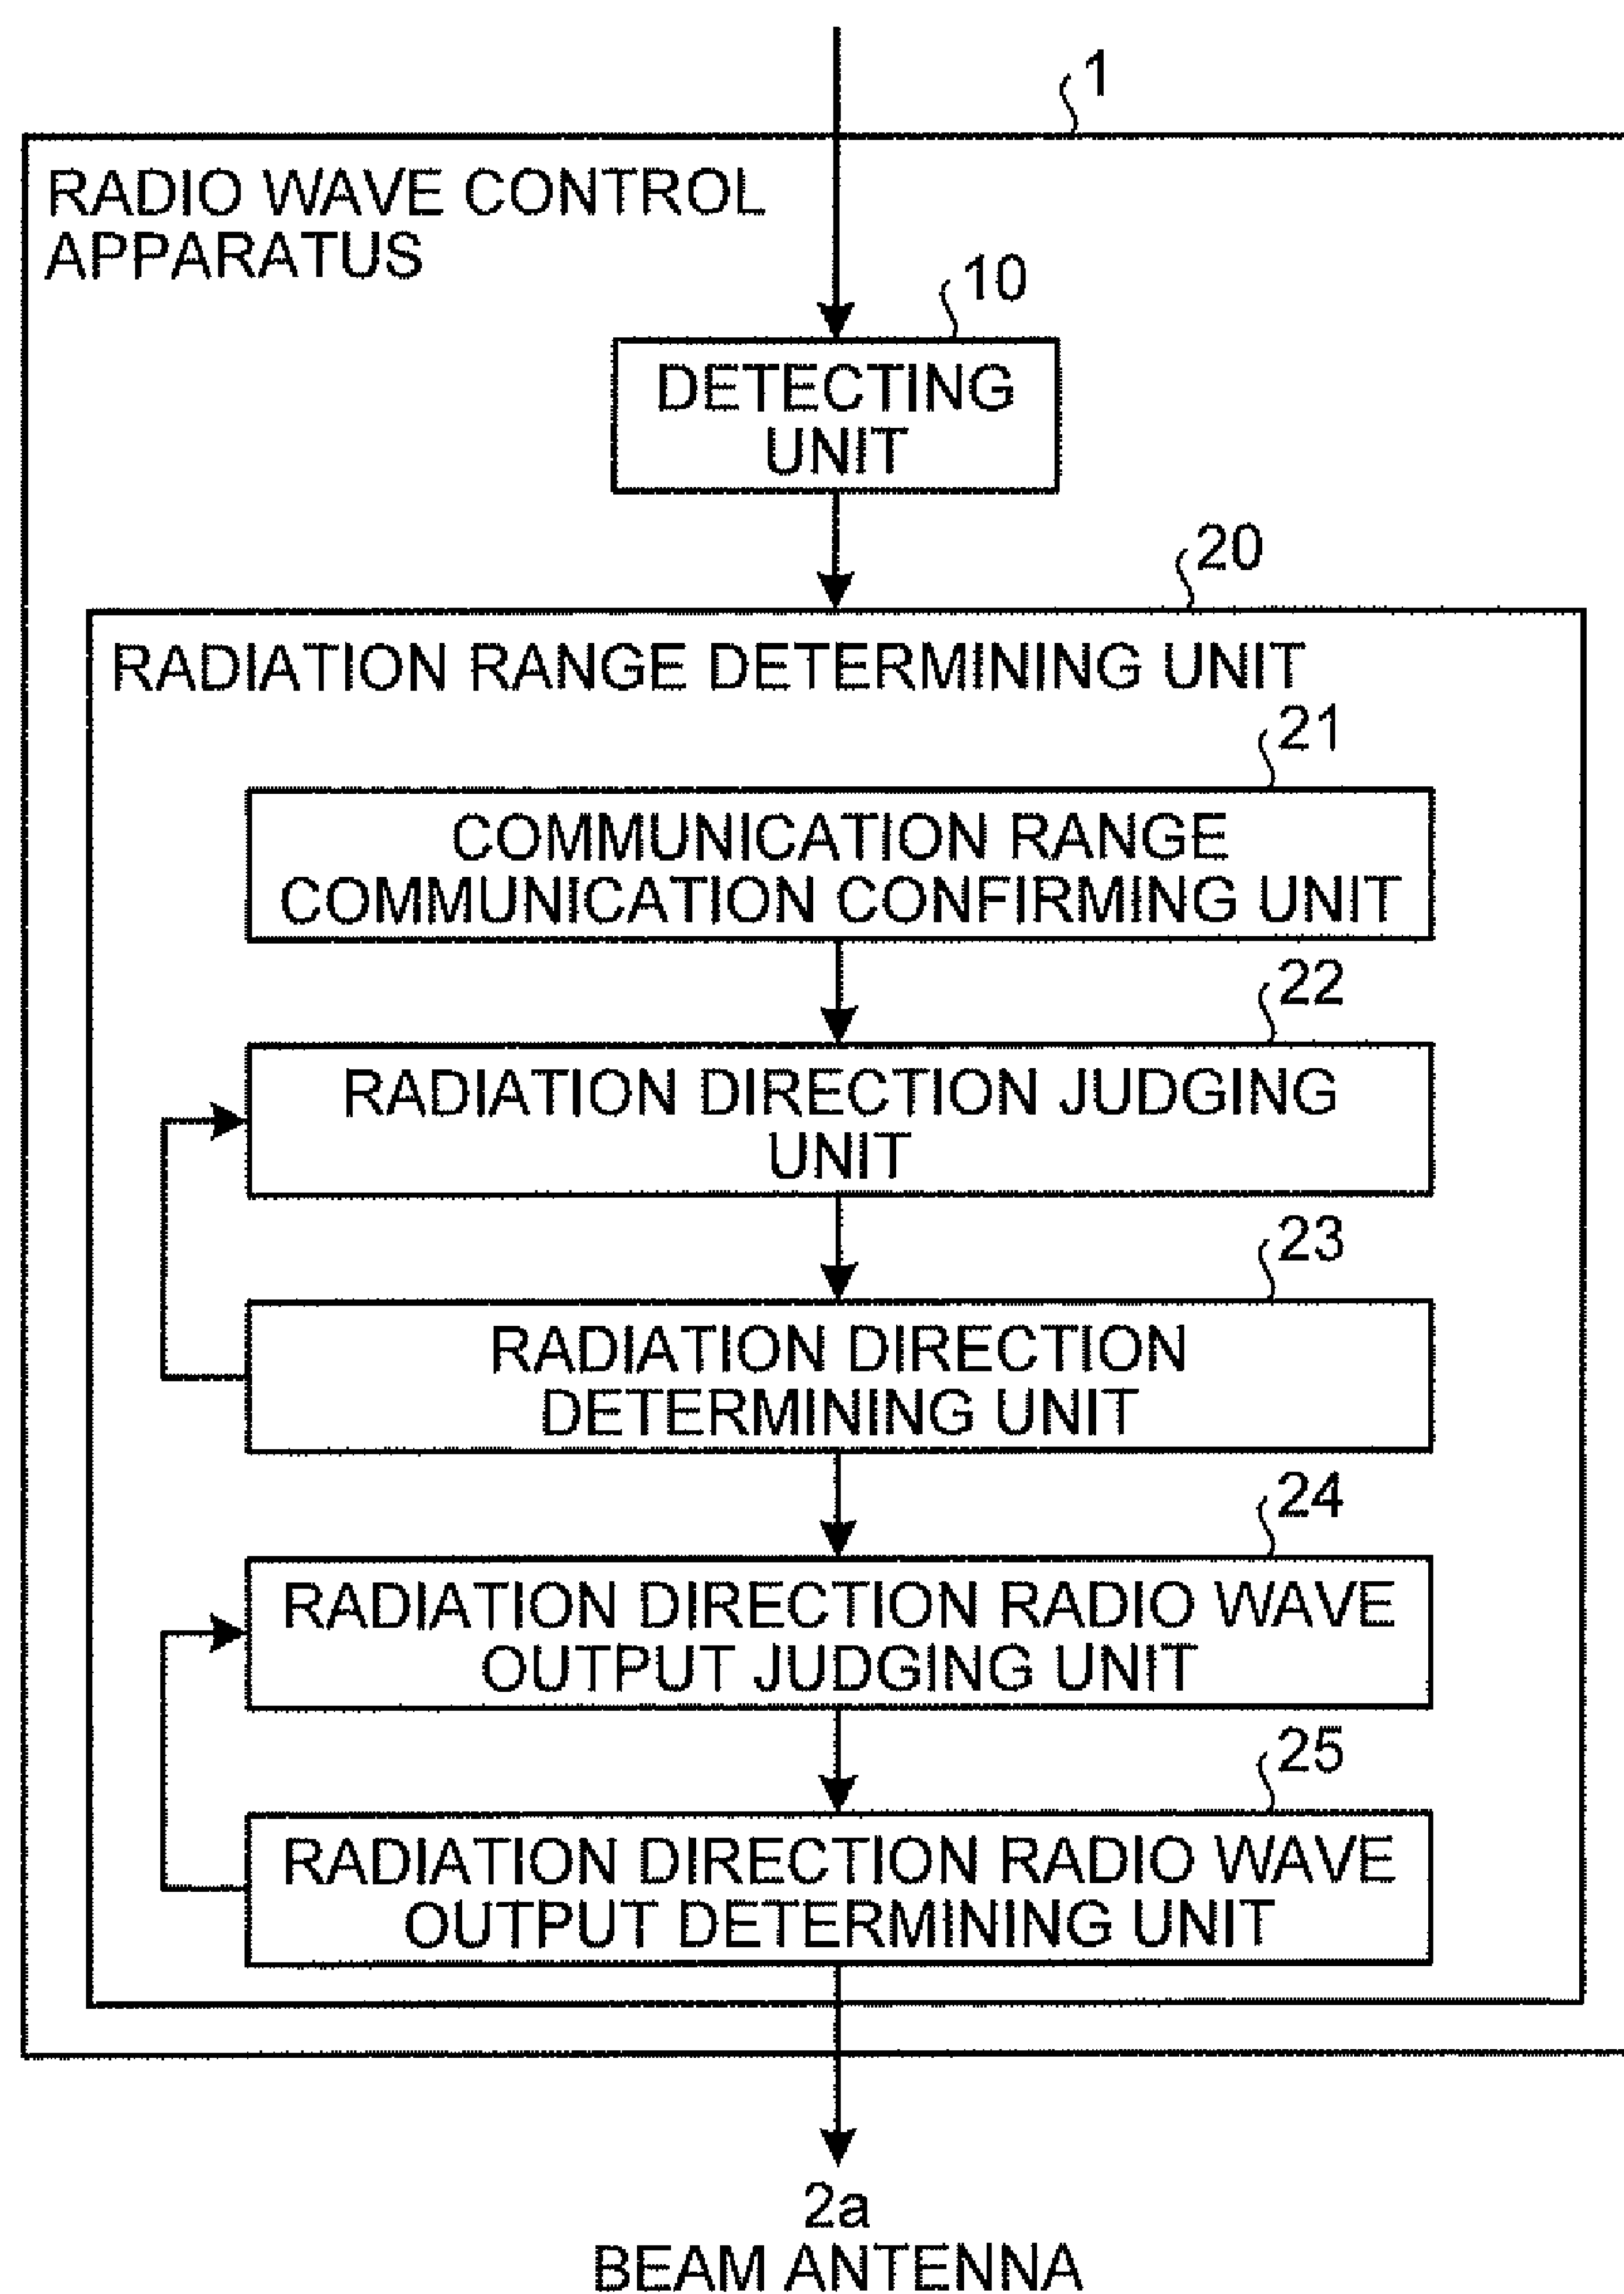 1
RADIO WAVE CONTROL
APPARATUS
10
DETECTING
UNIT
20
RADIATION RANGE DETERMINING UNIT
21
COMMUNICATION RANGE
COMMUNICATION CONFIRMING UNIT
22
RADIATION DIRECTION JUDGING
UNIT
23
RADIATION DIRECTION
DETERMINING UNIT
24
RADIATION DIRECTION RADIO WAVE
OUTPUT JUDGING UNIT
25
RADIATION DIRECTION RADIO WAVE
OUTPUT DETERMINING UNIT
2a
BEAM ANTENNA